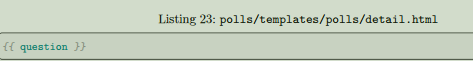 Listing 23: polls/templates/polls/detail.html
{{ question }}